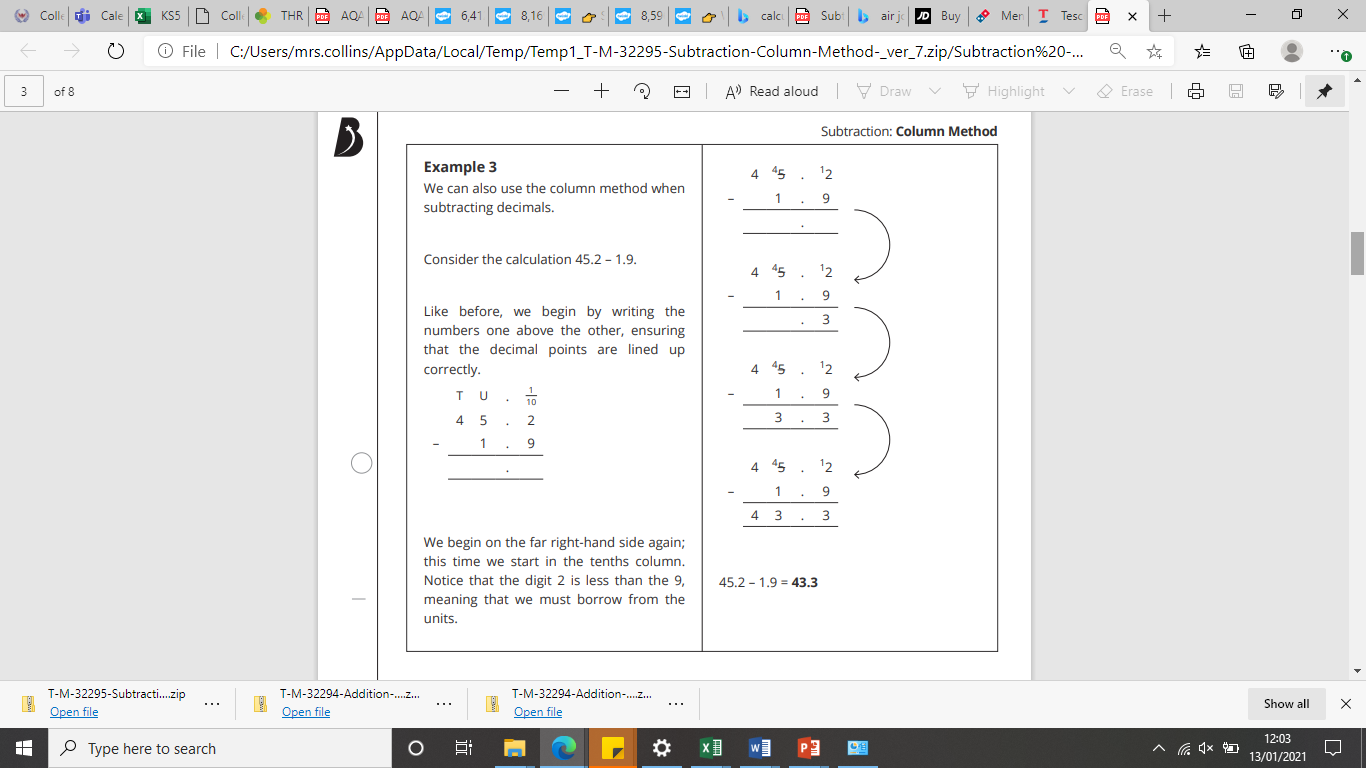 Colle
Cale
KS5
Colle
THR
AQA
AQA
6,41
8,16
S
8,59
V
calcu
Subt
air jo
Buy
Men
Tesc
File
C:/Users/mrs.collins/AppData/Local/Temp/Temp1_T-M-32295-Subtraction-Column-Method-_ver_7.zip/Subtraction%20-...
3 of 8
Read aloud
Draw
Highlight
Erase
Subtraction: Column Method
Example 3
We can also use the column method when
subtracting decimals.
Consider the calculation 45.2 – 1.9.
Like before, we begin by writing the
numbers one above the other, ensuring
that the decimal points are lined up
correctly.
T U . 1/10
4 5 . 2
– 1 . 9
.
We begin on the far right-hand side again;
this time we start in the tenths column.
Notice that the digit 2 is less than the 9,
meaning that we must borrow from the
units.
4 ⁴5 . ¹2
– 1 . 9
.
4 ⁴5 . ¹2
– 1 . 9
. 3
4 ⁴5 . ¹2
– 1 . 9
3 . 3
4 ⁴5 . ¹2
– 1 . 9
4 3 . 3
45.2 – 1.9 = 43.3
T-M-32295-Subtracti....zip
Open file
T-M-32294-Addition-....z...
Open file
T-M-32294-Addition-....z...
Open file
Show all
Type here to search
12:03
13/01/2021